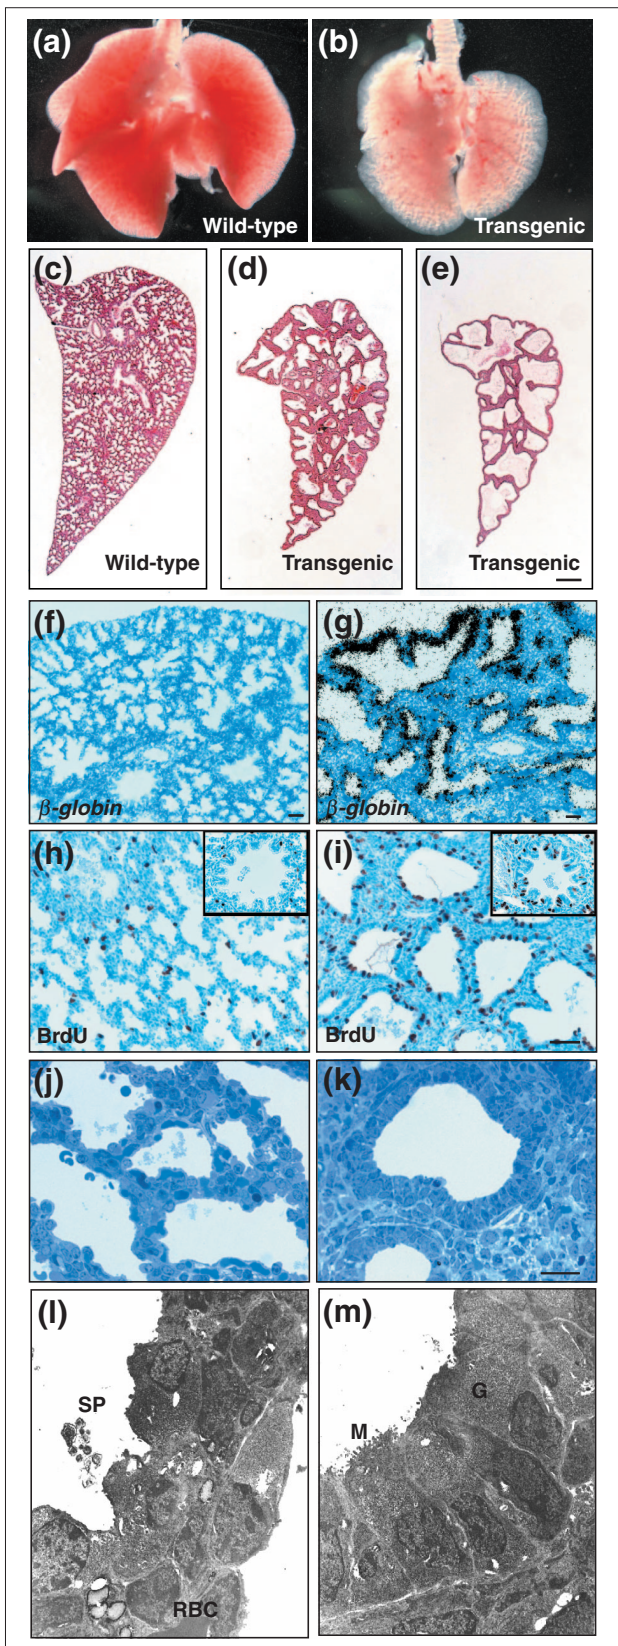 (a)
(b)
Wild-type
Transgenic
(c)
(d)
(e)
Wild-type
Transgenic
Transgenic
(f)
(g)
β-globin
β-globin
(h)
(i)
BrdU
BrdU
(j)
(k)
(l)
(m)
SP
G
M
RBC